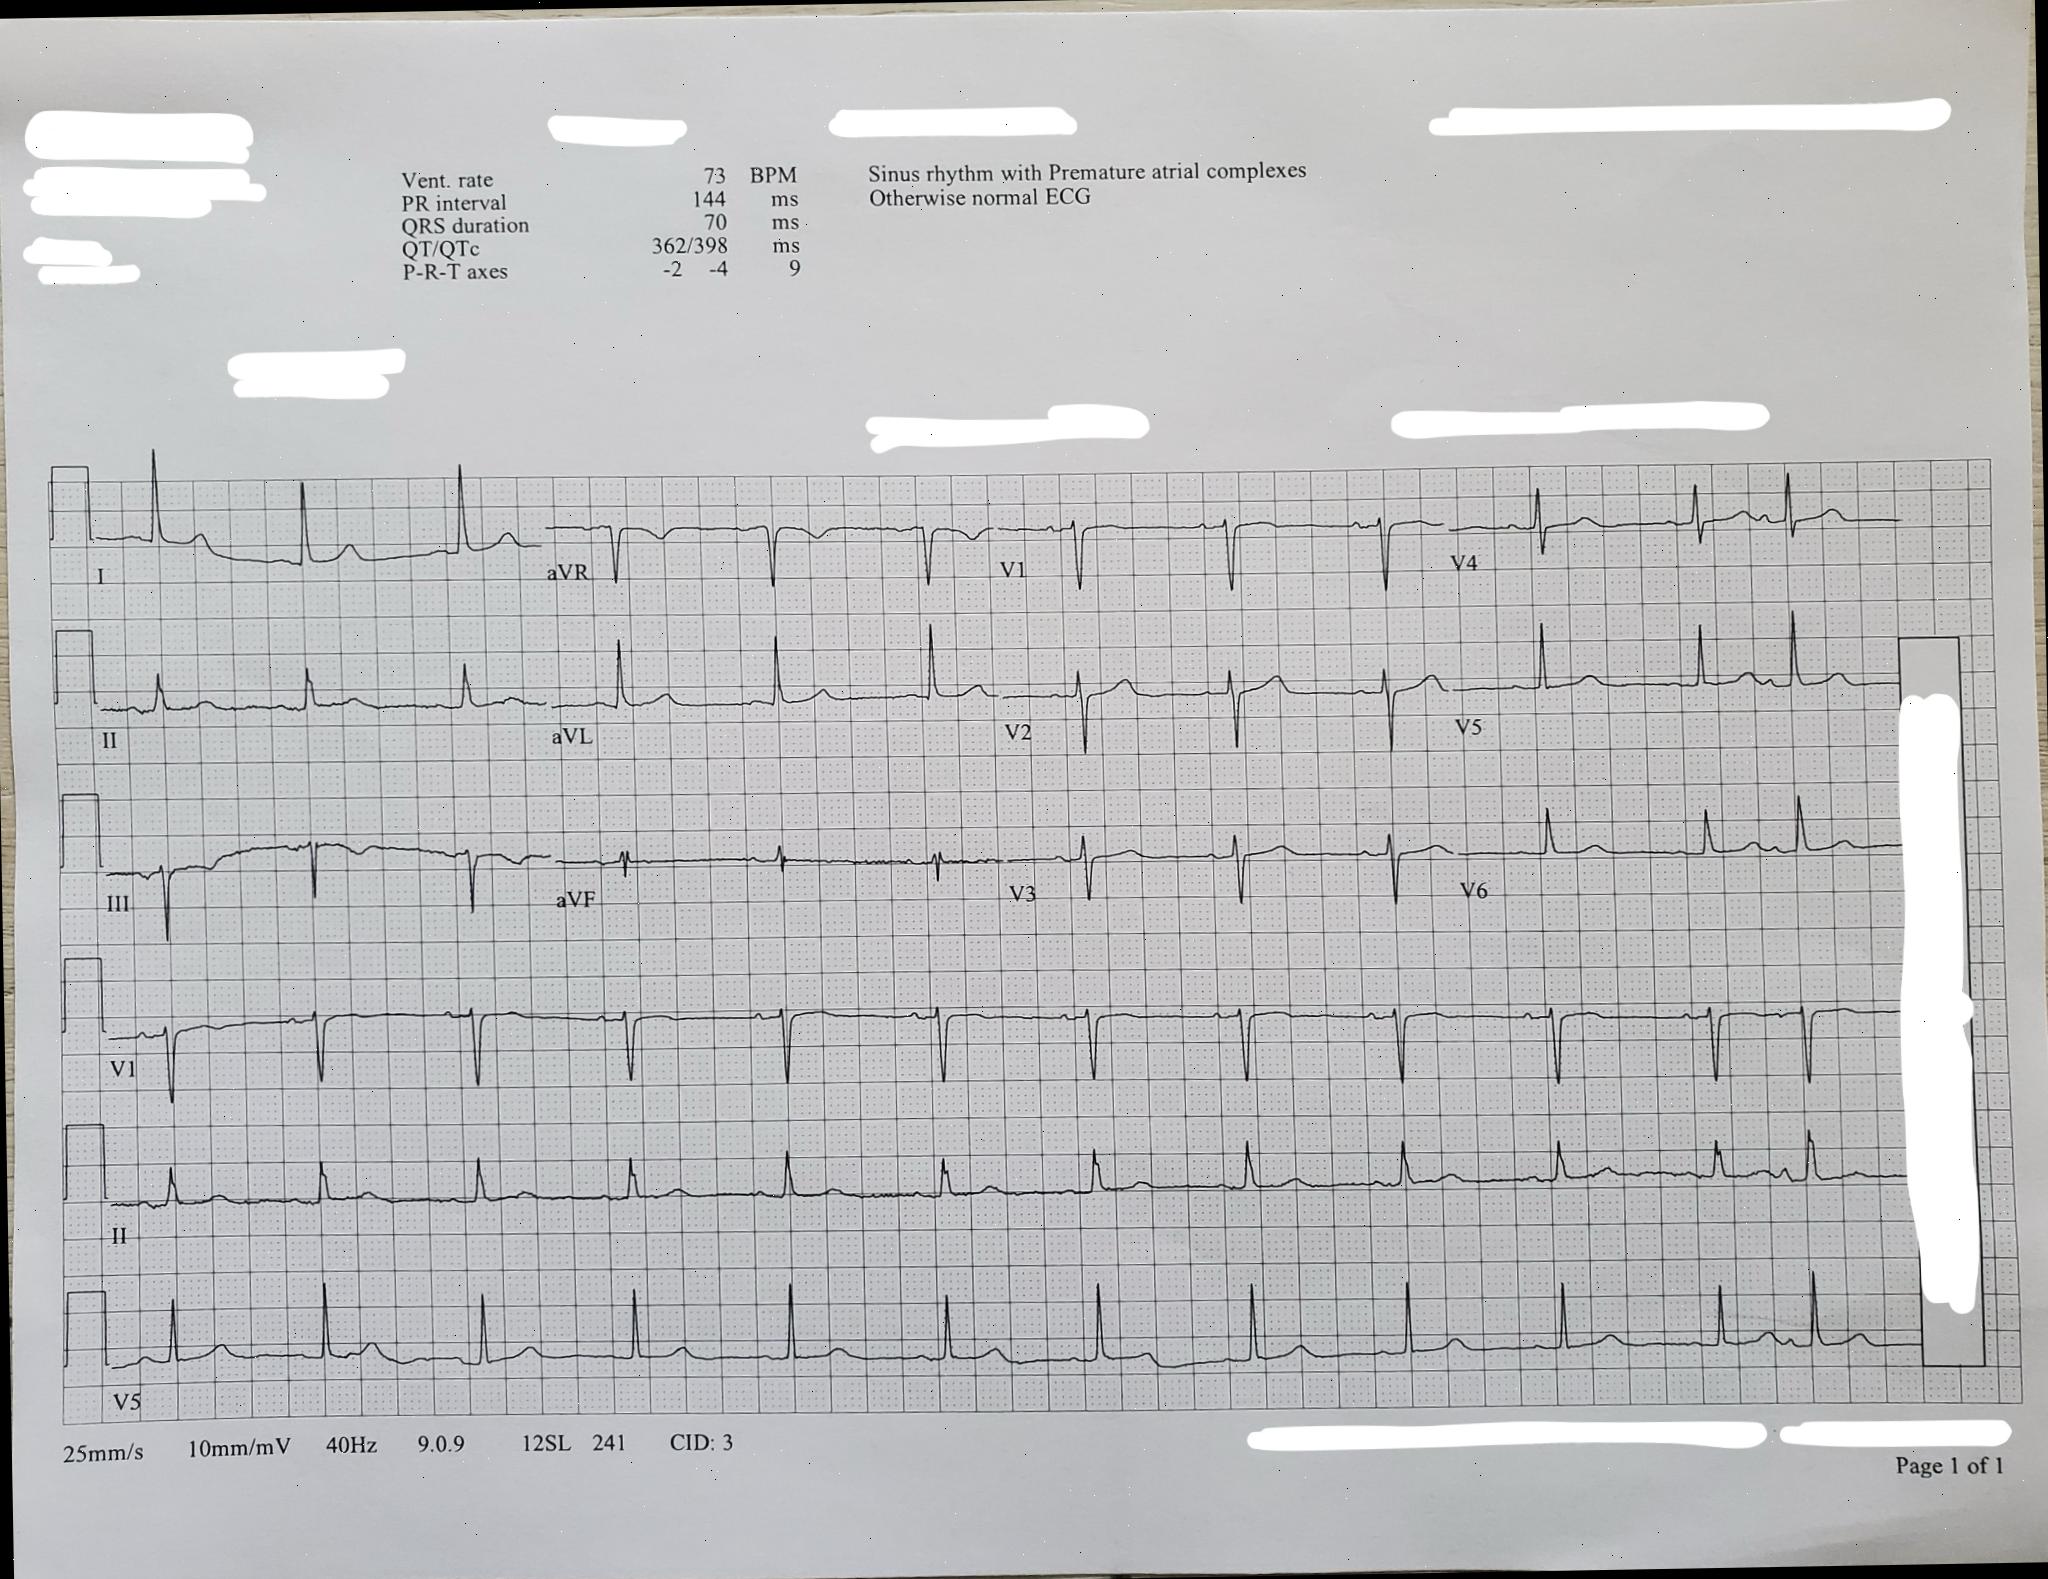 Vent. rate 73 BPM
PR interval 144 ms
QRS duration 70 ms
QT/QTc 362/398 ms
P-R-T axes -2 -4 9
Sinus rhythm with Premature atrial complexes
Otherwise normal ECG
I aVR V1 V4
II aVL V2 V5
III aVF V3 V6
V1
II
V5
25mm/s 10mm/mV 40Hz 9.0.9 12SL 241 CID: 3
Page 1 of 1